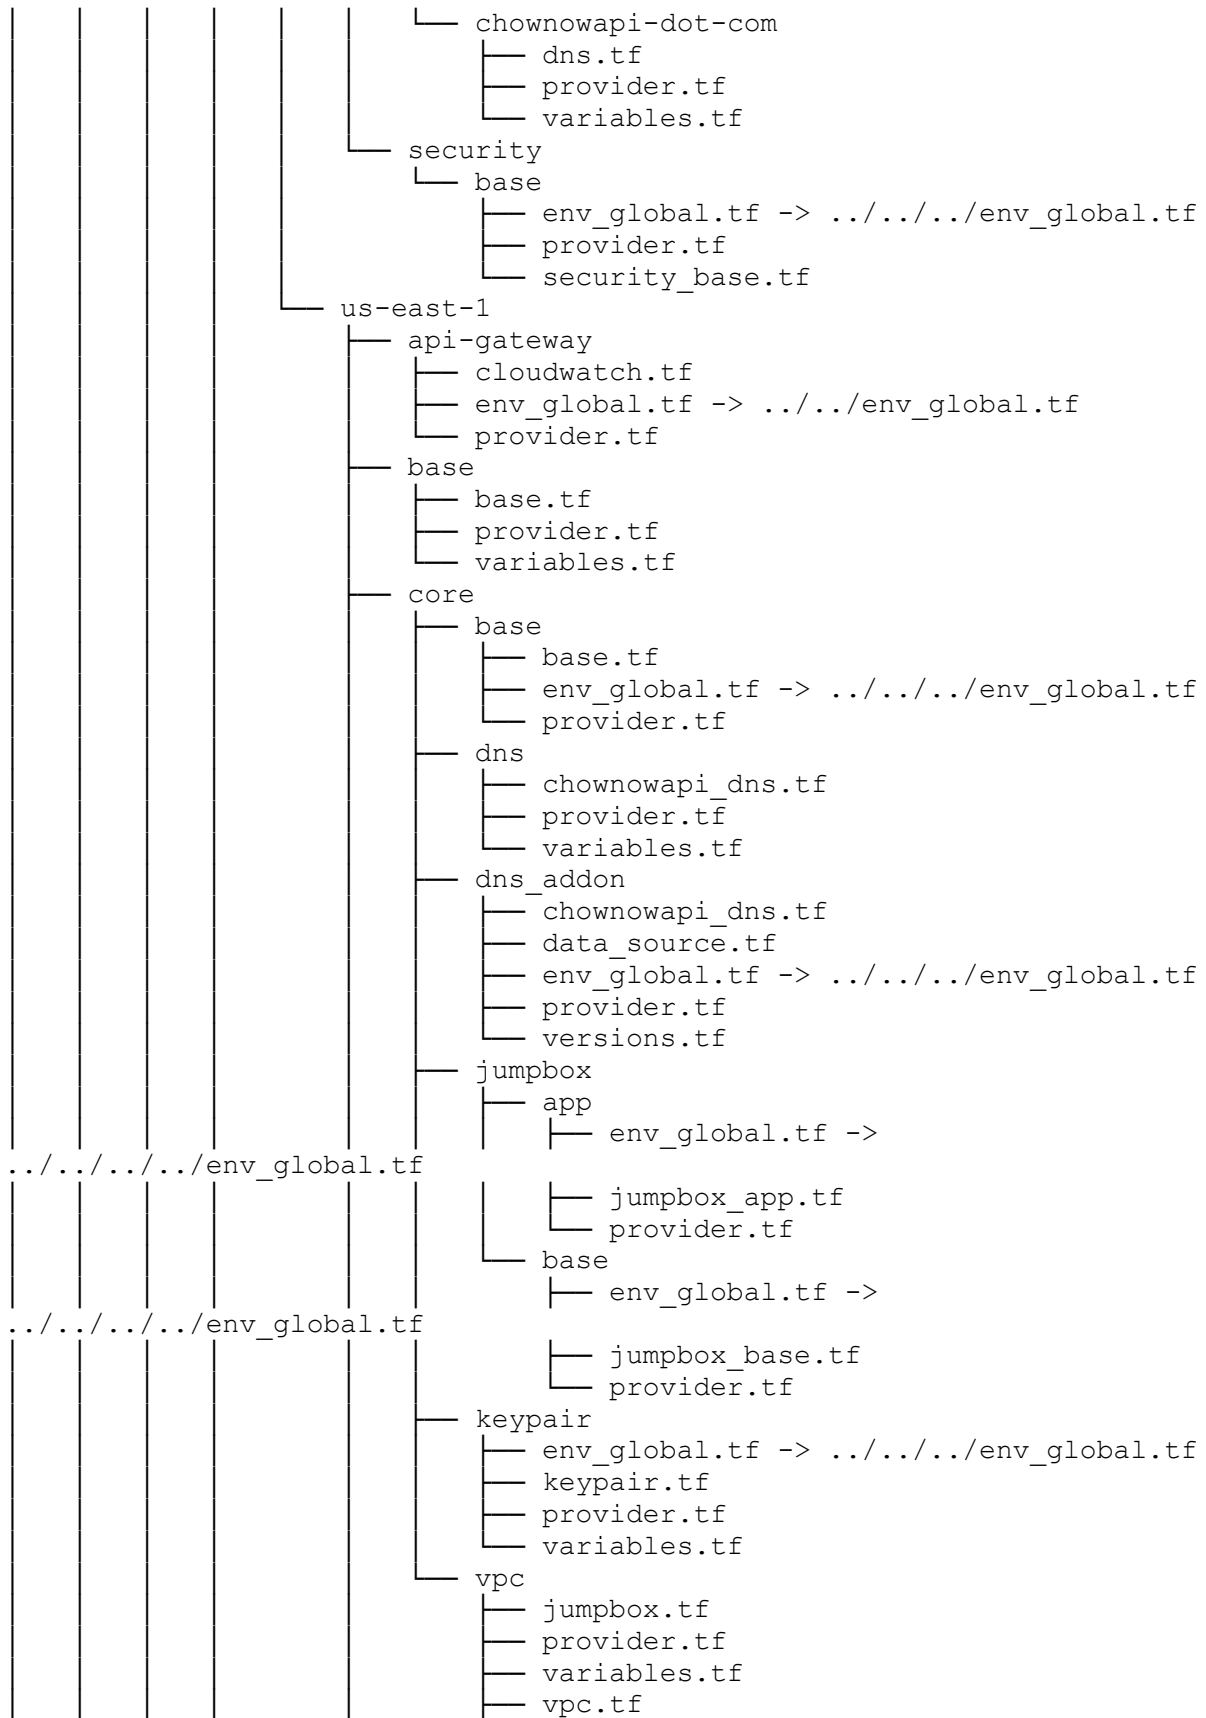 │   │   │   │   │   │   └── chownowapi-dot-com
│   │   │   │   │   │       ├── dns.tf
│   │   │   │   │   │       ├── provider.tf
│   │   │   │   │   │       └── variables.tf
│   │   │   │   │   └── security
│   │   │   │   │       └── base
│   │   │   │   │           ├── env_global.tf -> ../../../env_global.tf
│   │   │   │   │           ├── provider.tf
│   │   │   │   │           └── security_base.tf
│   │   │   │   └── us-east-1
│   │   │   │       ├── api-gateway
│   │   │   │       │   ├── cloudwatch.tf
│   │   │   │       │   ├── env_global.tf -> ../../env_global.tf
│   │   │   │       │   └── provider.tf
│   │   │   │       ├── base
│   │   │   │       │   ├── base.tf
│   │   │   │       │   ├── provider.tf
│   │   │   │       │   └── variables.tf
│   │   │   │       ├── core
│   │   │   │       │   ├── base
│   │   │   │       │   │   ├── base.tf
│   │   │   │       │   │   ├── env_global.tf -> ../../../env_global.tf
│   │   │   │       │   │   └── provider.tf
│   │   │   │       │   ├── dns
│   │   │   │       │   │   ├── chownowapi_dns.tf
│   │   │   │       │   │   ├── provider.tf
│   │   │   │       │   │   └── variables.tf
│   │   │   │       │   ├── dns_addon
│   │   │   │       │   │   ├── chownowapi_dns.tf
│   │   │   │       │   │   ├── data_source.tf
│   │   │   │       │   │   ├── env_global.tf -> ../../../env_global.tf
│   │   │   │       │   │   ├── provider.tf
│   │   │   │       │   │   └── versions.tf
│   │   │   │       │   ├── jumpbox
│   │   │   │       │   │   ├── app
│   │   │   │       │   │   │   ├── env_global.tf ->
../../../../env_global.tf
│   │   │   │       │   │   │   ├── jumpbox_app.tf
│   │   │   │       │   │   │   └── provider.tf
│   │   │   │       │   │   └── base
│   │   │   │       │   │       ├── env_global.tf ->
../../../../env_global.tf
│   │   │   │       │   │       ├── jumpbox_base.tf
│   │   │   │       │   │       └── provider.tf
│   │   │   │       │   ├── keypair
│   │   │   │       │   │   ├── env_global.tf -> ../../../env_global.tf
│   │   │   │       │   │   ├── keypair.tf
│   │   │   │       │   │   ├── provider.tf
│   │   │   │       │   │   └── variables.tf
│   │   │   │       │   └── vpc
│   │   │   │       │       ├── jumpbox.tf
│   │   │   │       │       ├── provider.tf
│   │   │   │       │       ├── variables.tf
│   │   │   │       │       ├── vpc.tf